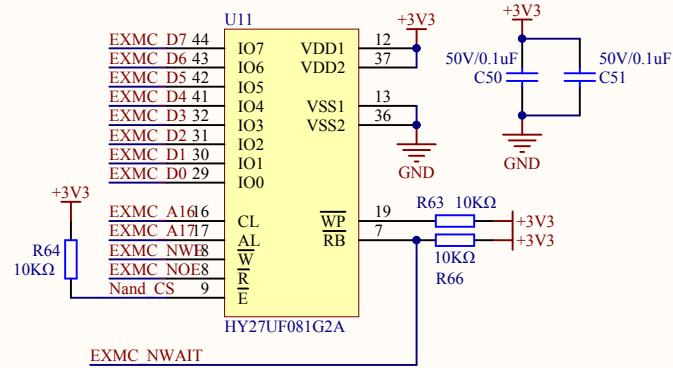 U11
+3V3
+3V3
EXMC_D7 44 IO7 VDD1 12
EXMC_D6 43 IO6 VDD2 37
EXMC_D5 42 IO5
EXMC_D4 41 IO4 VSS1 13
EXMC_D3 32 IO3 VSS2 36
EXMC_D2 31 IO2
EXMC_D1 30 IO1
EXMC_D0 29 IO0
50V/0.1uF 50V/0.1uF
C50 C51
GND
GND
+3V3
R64
10KΩ
EXMC_A16 16 CL WP 19 R63 10KΩ +3V3
EXMC_A17 17 AL RB 7 +3V3
EXMC_NWE 18 W 10KΩ
EXMC_NOE 8 R R66
Nand_CS 9 E
HY27UF081G2A
EXMC_NWAIT